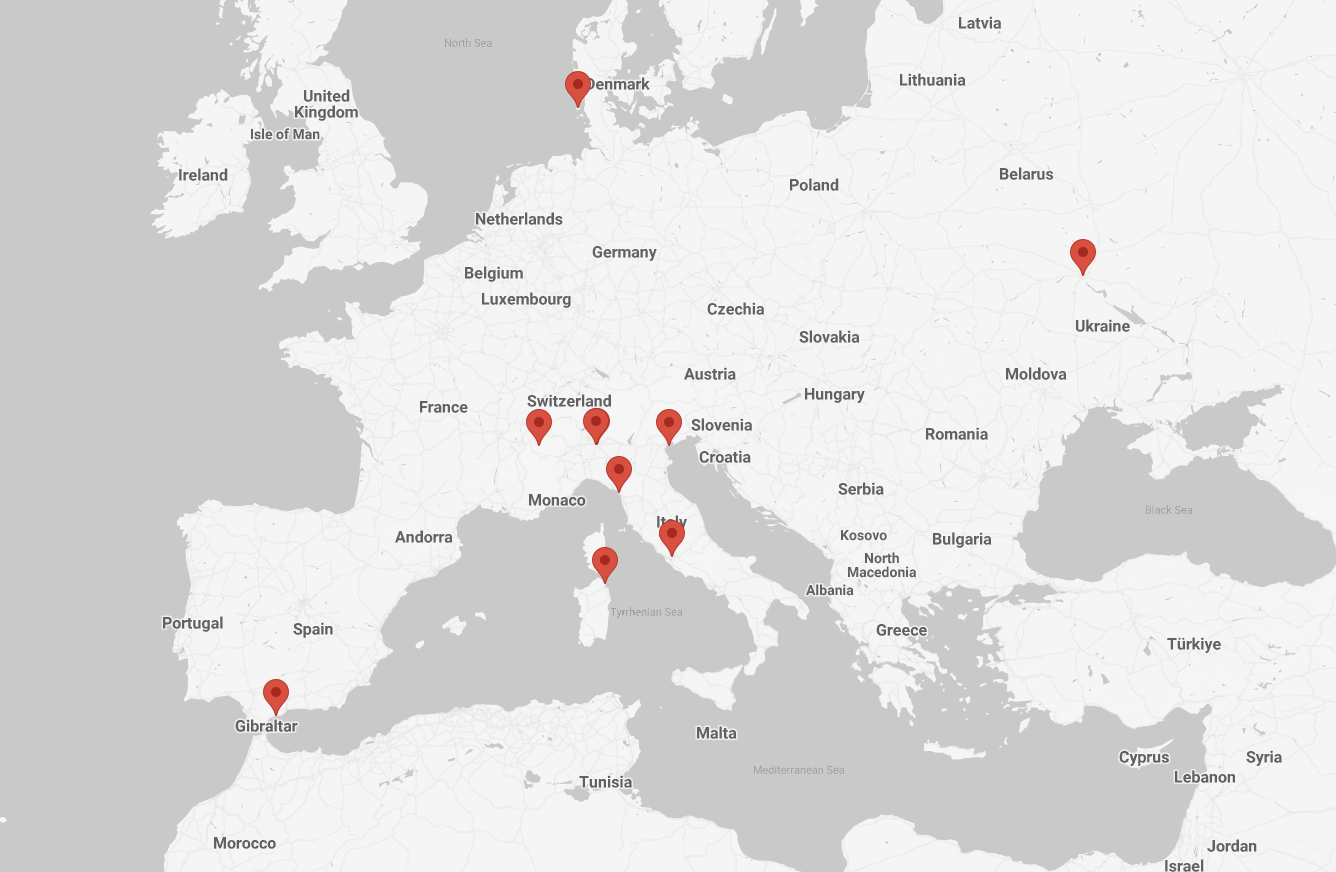 Latvia
North Sea
Lithuania
Denmark
United
Kingdom
Isle of Man
Ireland
Belarus
Poland
Netherlands
Germany
Belgium
Luxembourg
Czechia
Ukraine
Slovakia
Austria
Moldova
Hungary
Switzerland
France
Slovenia
Romania
Croatia
Serbia
Monaco
Black Sea
Italy
Andorra
Kosovo
Bulgaria
North
Macedonia
Albania
Tyrrhenian Sea
Portugal
Spain
Greece
Türkiye
Gibraltar
Malta
Cyprus
Syria
Mediterranean Sea
Lebanon
Tunisia
Morocco
Jordan
Israel